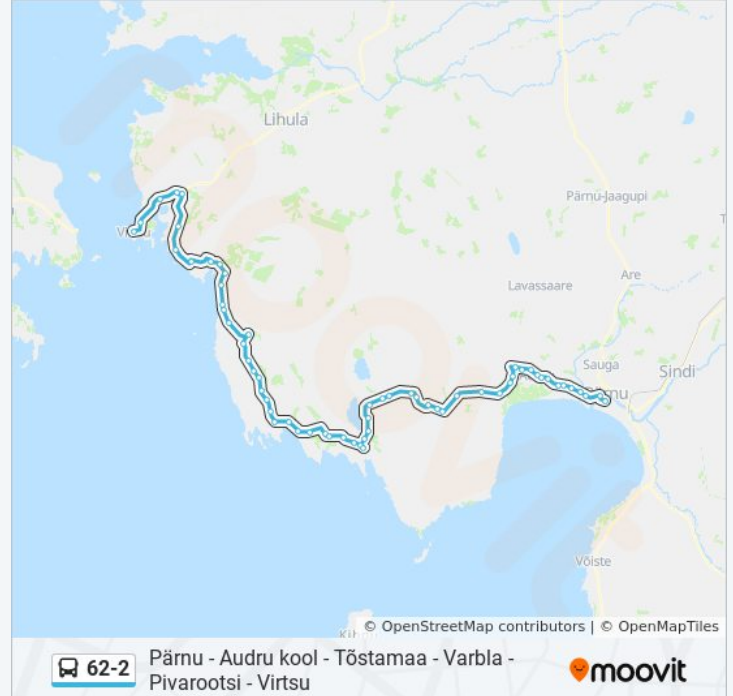 Lihula
Pärnu-Jaagupi
Are
Lavassaare
Sauga
Sindi
Võiste
© OpenStreetMap contributors | © OpenMapTiles
62-2
Pärnu - Audru kool - Tõstamaa - Varbla -
Pivarootsi - Virtsu
moovit